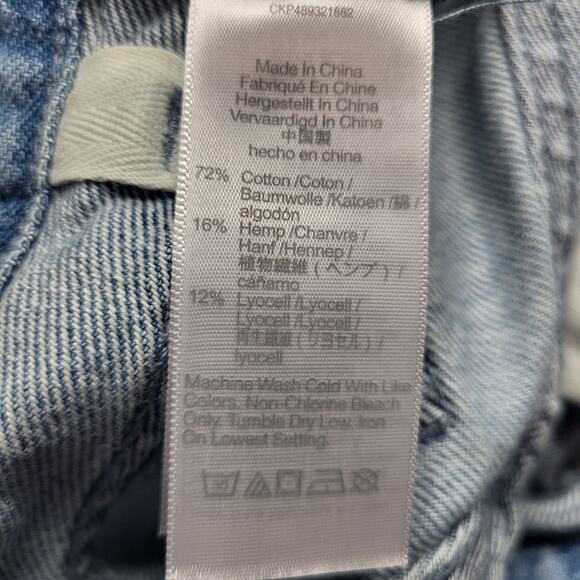 CKP489321662
Made In China
Fabriqué En Chine
Hergestellt In China
Vervaardigd In China
中国製
hecho en china
72% Cotton /Coton /
Baumwolle /Katoen /綿 /
algodón
16% Hemp /Chanvre /
Hanf /Hennep /
植物繊維 ( ヘンプ ) /
cáñamo
12% Lyocell /Lyocell /
Lyocell /Lyocell /
再生繊維 ( リヨセル ) /
lyocell
Machine Wash Cold With Like
Colors. Non-Chlorine Bleach
Only. Tumble Dry Low. Iron
On Lowest Setting.
30